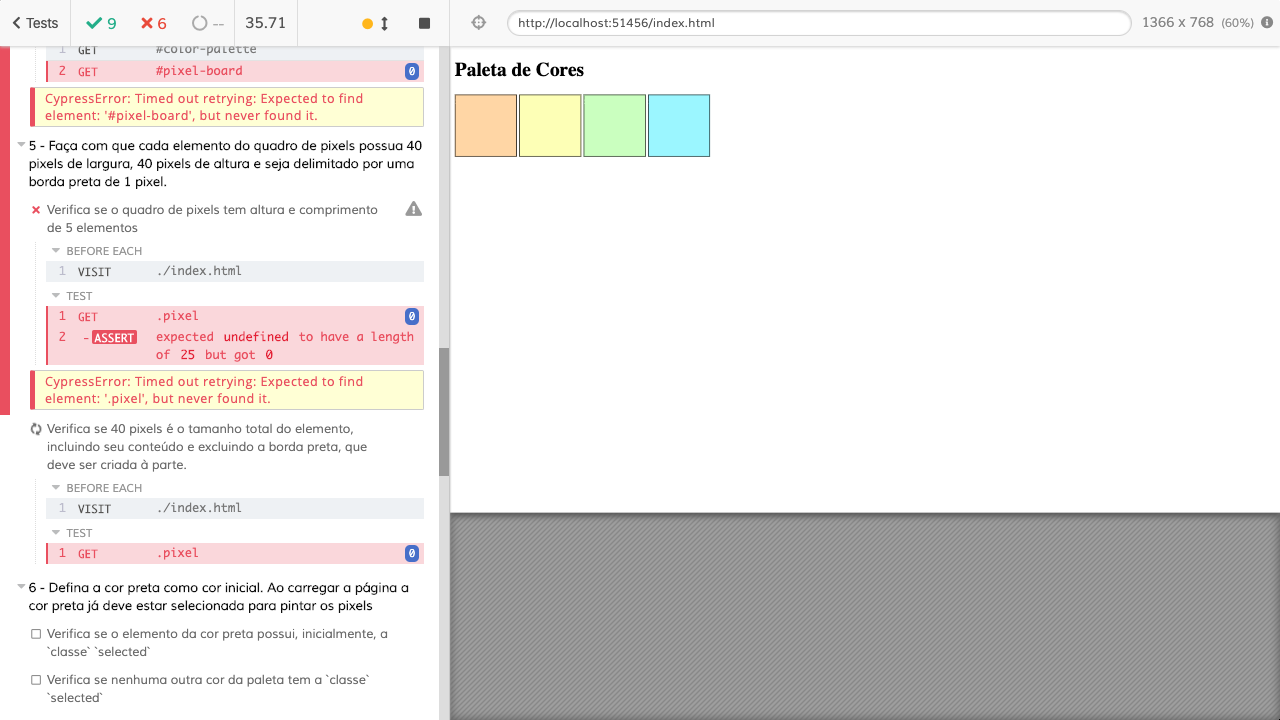 Tests
9
6
--
35.71
http://localhost:51456/index.html
1366 x 768 (60%)
1 GET #color-palette
2 GET #pixel-board 0
CypressError: Timed out retrying: Expected to find
element: '#pixel-board', but never found it.
5 - Faça com que cada elemento do quadro de pixels possua 40
pixels de largura, 40 pixels de altura e seja delimitado por uma
borda preta de 1 pixel.
Verifica se o quadro de pixels tem altura e comprimento
de 5 elementos
BEFORE EACH
1 VISIT ./index.html
TEST
1 GET .pixel 0
2 -ASSERT expected undefined to have a length
of 25 but got 0
CypressError: Timed out retrying: Expected to find
element: '.pixel', but never found it.
Verifica se 40 pixels é o tamanho total do elemento,
incluindo seu conteúdo e excluindo a borda preta, que
deve ser criada à parte.
BEFORE EACH
1 VISIT ./index.html
TEST
1 GET .pixel 0
6 - Defina a cor preta como cor inicial. Ao carregar a página a
cor preta já deve estar selecionada para pintar os pixels
Verifica se o elemento da cor preta possui, inicialmente, a
`classe` `selected`
Verifica se nenhuma outra cor da paleta tem a `classe`
`selected`
Paleta de Cores